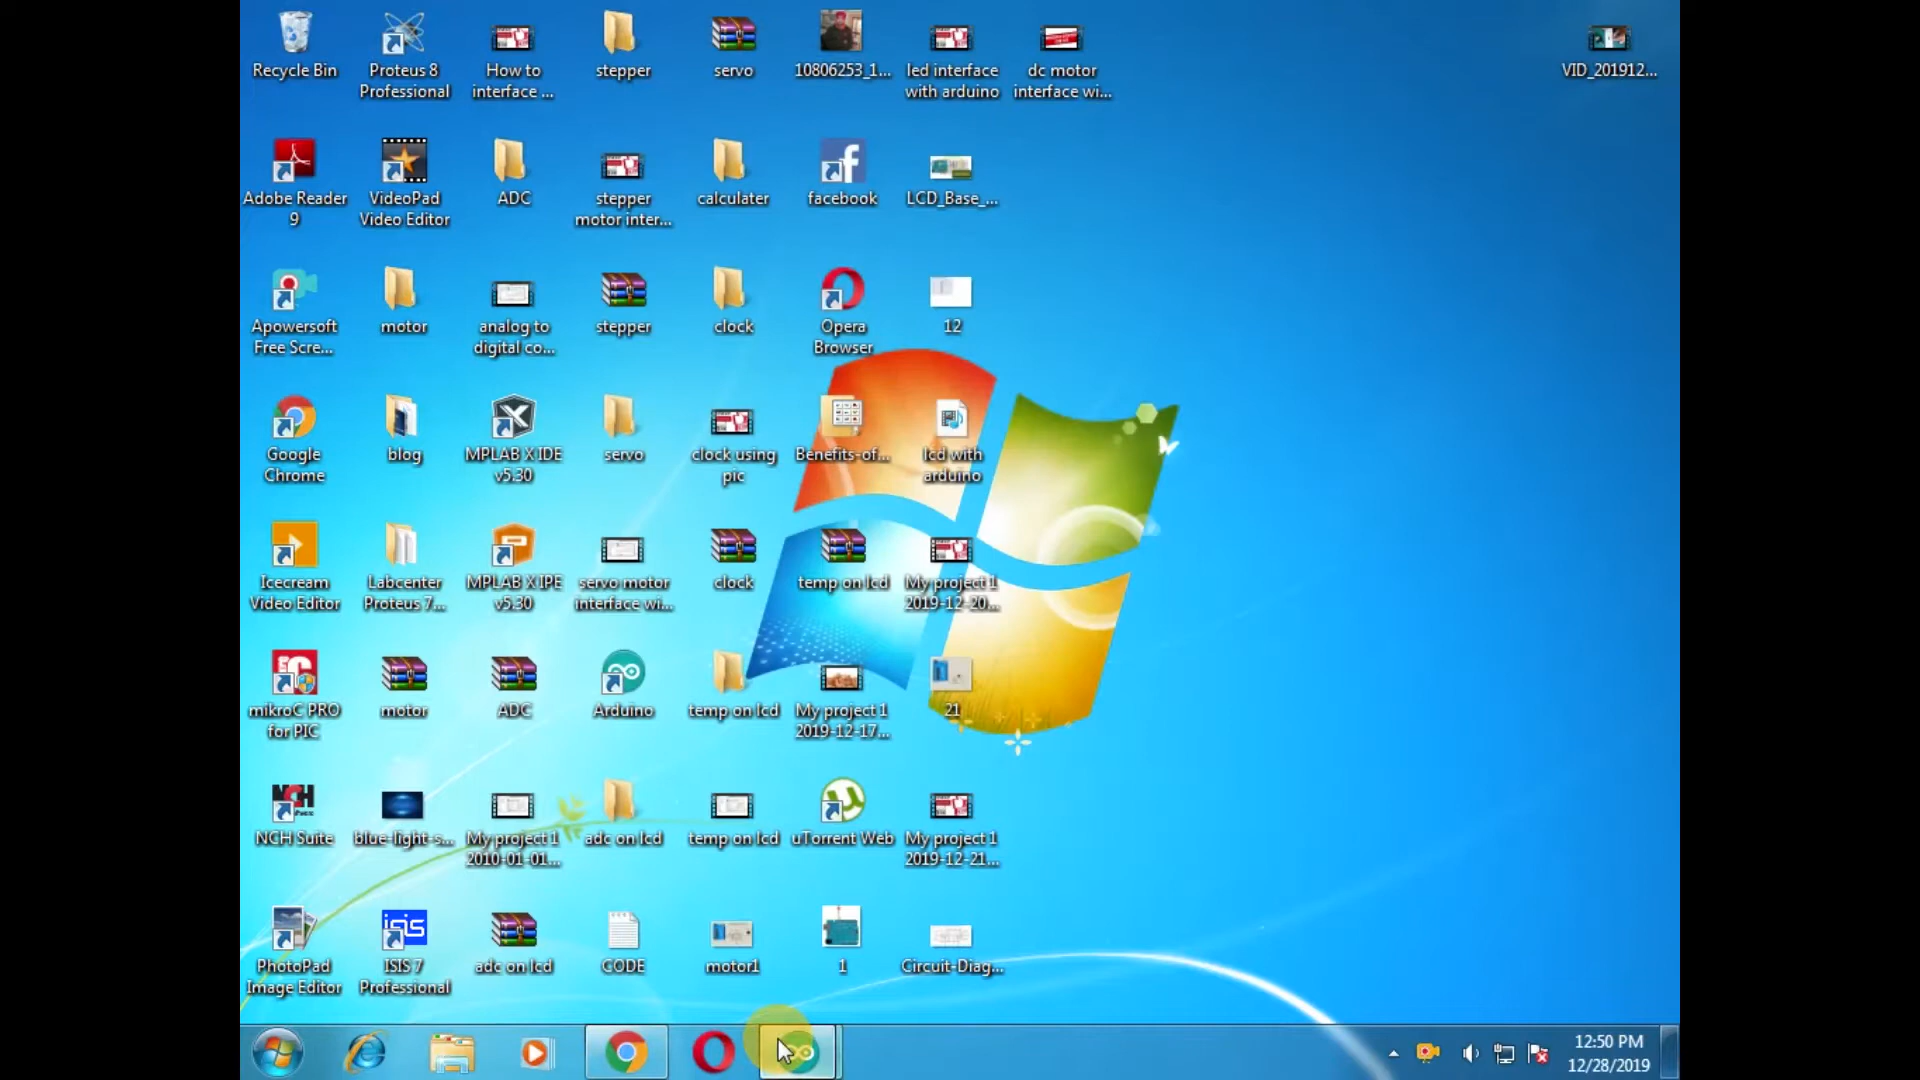 Recycle Bin
Proteus 8
Professional
How to
interface ...
stepper
servo
10806253_1...
led interface
with arduino
dc motor
interface wi...
VID_201912...
Adobe Reader
9
VideoPad
Video Editor
ADC
stepper
motor inter...
calculater
facebook
LCD_Base_...
Apowersoft
Free Scre...
motor
analog to
digital co...
stepper
clock
Opera
Browser
12
Google
Chrome
blog
MPLAB X IDE
v5.30
servo
clock using
pic
Benefits-of...
lcd with
arduino
Icecream
Video Editor
Labcenter
Proteus 7...
MPLAB X IPE
v5.30
servo motor
interface wi...
clock
temp on lcd
My project 1
2019-12-20...
mikroC PRO
for PIC
motor
ADC
Arduino
temp on lcd
My project 1
2019-12-17...
21
NCH
NCH Suite
blue-light-s...
My project 1
2010-01-01...
adc on lcd
temp on lcd
uTorrent Web
My project 1
2019-12-21...
PhotoPad
Image Editor
isis
ISIS 7
Professional
adc on lcd
CODE
motor1
1
Circuit-Diag...
12:50 PM
12/28/2019